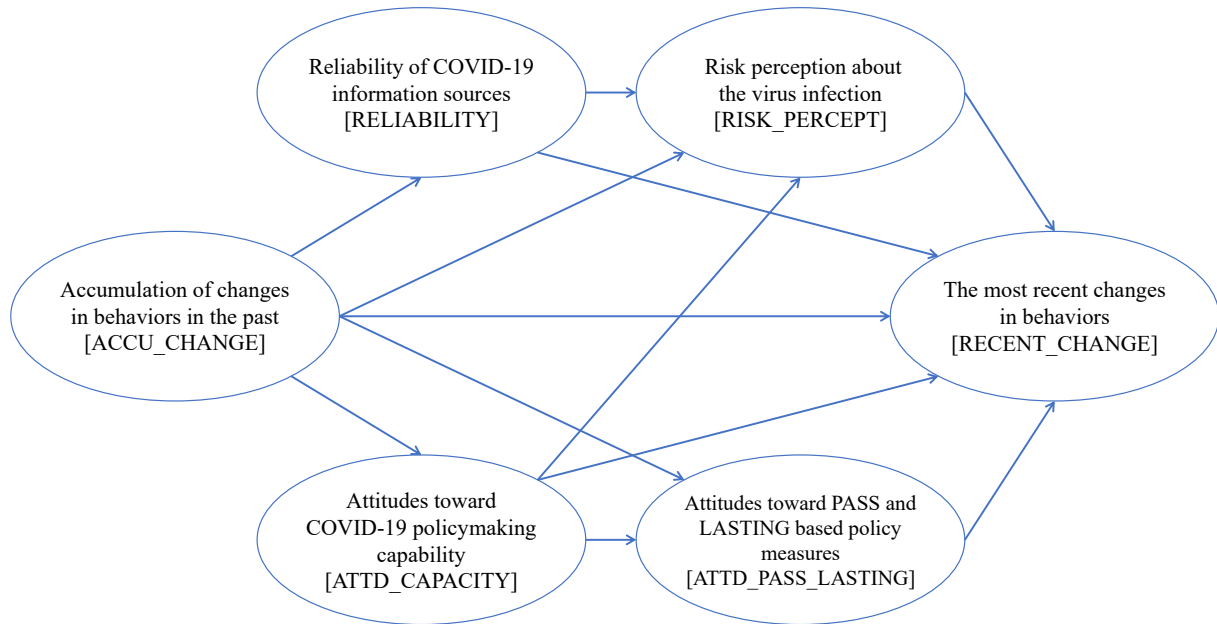 Reliability of COVID-19
information sources
[RELIABILITY]
Risk perception about
the virus infection
[RISK_PERCEPT]
Accumulation of changes
in behaviors in the past
[ACCU_CHANGE]
The most recent changes
in behaviors
[RECENT_CHANGE]
Attitudes toward
COVID-19 policymaking
capability
[ATTD_CAPACITY]
Attitudes toward PASS and
LASTING based policy
measures
[ATTD_PASS_LASTING]